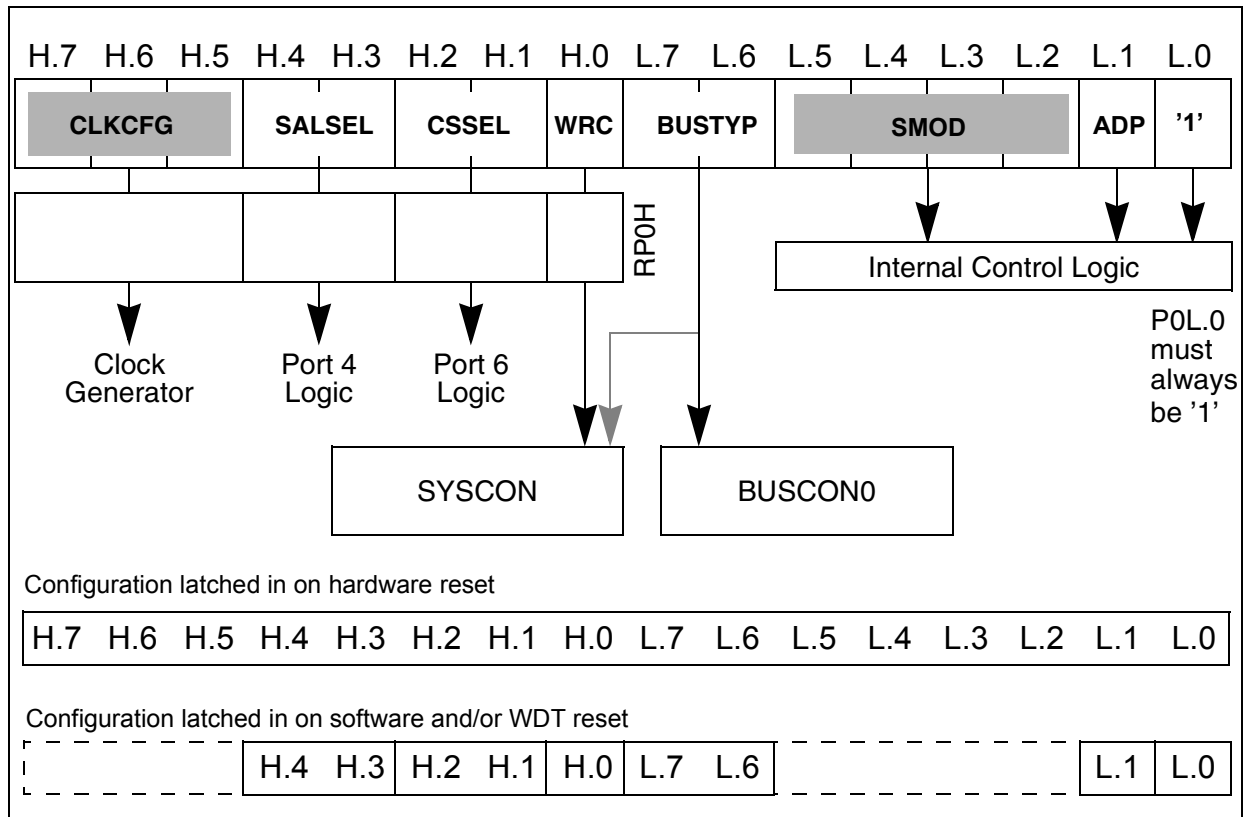 H.7 H.6 H.5 H.4 H.3 H.2 H.1 H.0 L.7 L.6 L.5 L.4 L.3 L.2 L.1 L.0
CLKCFG SALSEL CSSEL WRC BUSTYP SMOD ADP '1'
RP0H
Internal Control Logic
P0L.0
must
always
be '1'
Clock
Generator
Port 4
Logic
Port 6
Logic
SYSCON
BUSCON0
Configuration latched in on hardware reset
H.7 H.6 H.5 H.4 H.3 H.2 H.1 H.0 L.7 L.6 L.5 L.4 L.3 L.2 L.1 L.0
Configuration latched in on software and/or WDT reset
H.4 H.3 H.2 H.1 H.0 L.7 L.6 L.1 L.0